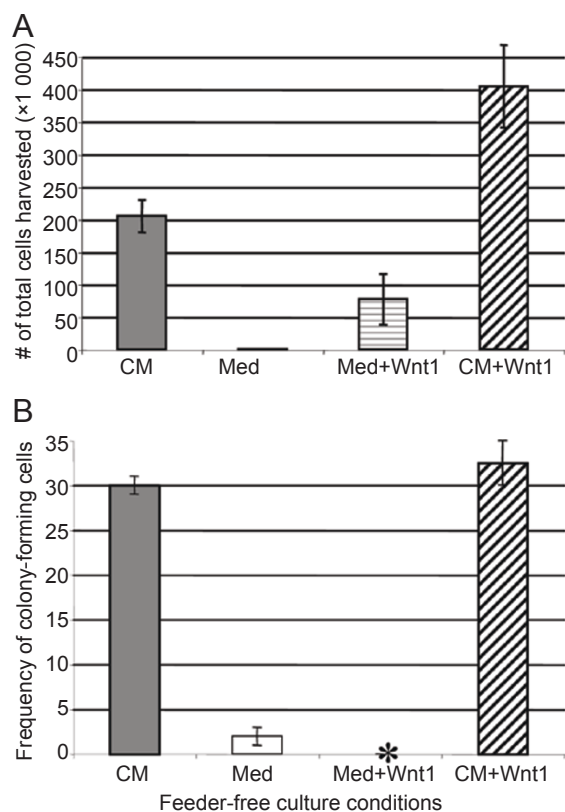 A
# of total cells harvested (×1 000)
450
400
350
300
250
200
150
100
50
0
CM Med Med+Wnt1 CM+Wnt1
B
Frequency of colony-forming cells
35
30
25
20
15
10
5
0
*
CM Med Med+Wnt1 CM+Wnt1
Feeder-free culture conditions